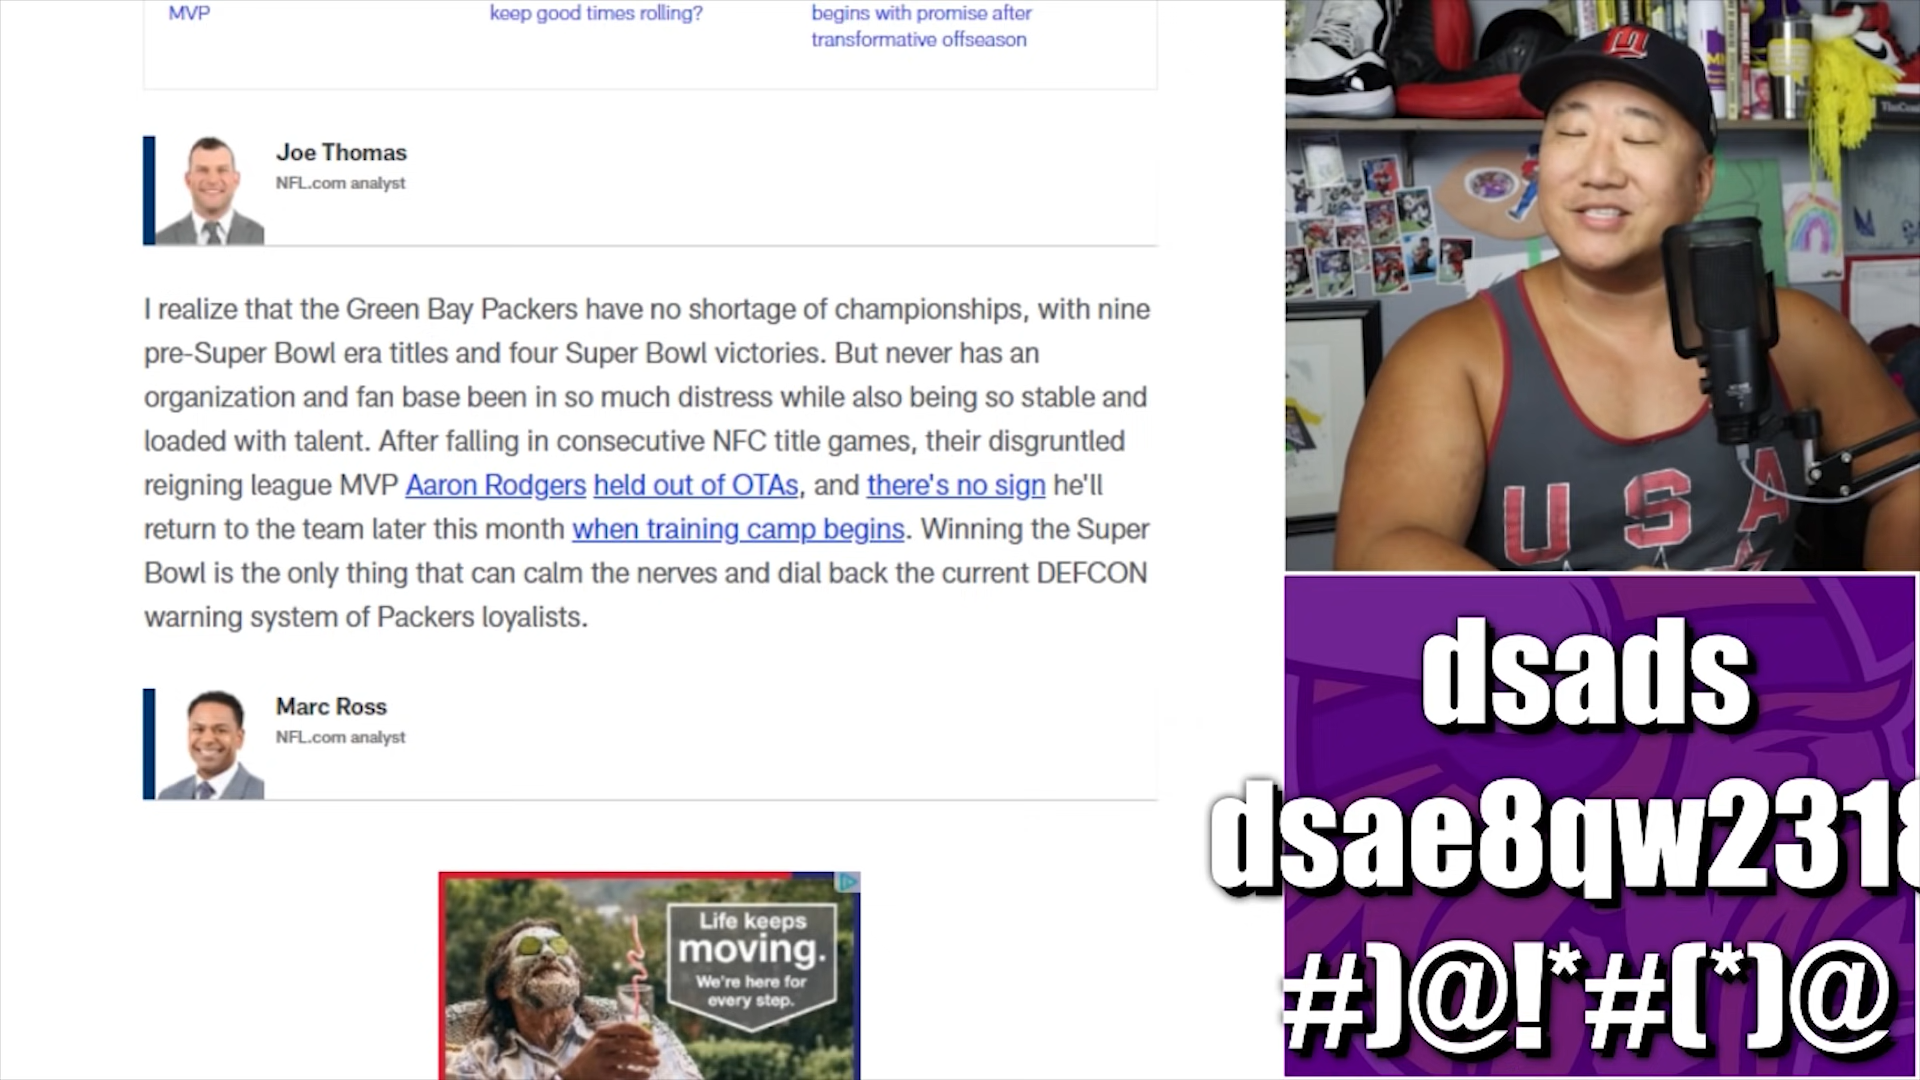 MVP
keep good times rolling?
begins with promise after
transformative offseason
Joe Thomas
NFL.com analyst
I realize that the Green Bay Packers have no shortage of championships, with nine
pre-Super Bowl era titles and four Super Bowl victories. But never has an
organization and fan base been in so much distress while also being so stable and
loaded with talent. After falling in consecutive NFC title games, their disgruntled
reigning league MVP Aaron Rodgers held out of OTAs, and there's no sign he'll
return to the team later this month when training camp begins. Winning the Super
Bowl is the only thing that can calm the nerves and dial back the current DEFCON
warning system of Packers loyalists.
Marc Ross
NFL.com analyst
Life keeps
moving.
We're here for
every step.
USA
dsads
dsae8qw2318
#)@!*#(*)@